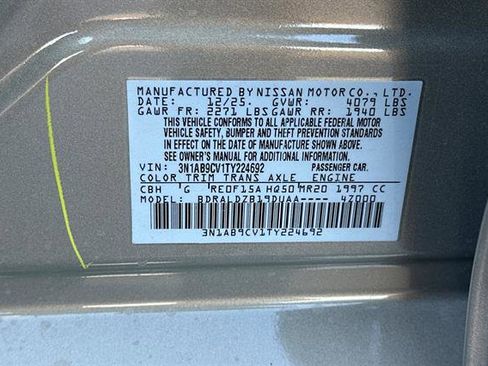 MANUFACTURED BY NISSAN MOTOR CO., LTD.
DATE: 12/25. GVWR: 4079 LBS
GAWR FR: 2271 LBS GAWR RR: 1940 LBS
THIS VEHICLE CONFORMS TO ALL APPLICABLE FEDERAL MOTOR
VEHICLE SAFETY, BUMPER AND THEFT PREVENTION STANDARDS
IN EFFECT ON THE DATE OF MANUFACTURE SHOWN ABOVE.
SEE OWNER'S MANUAL FOR ADDITIONAL INFORMATION
VIN: 3N1AB9CV1TY224692 PASSENGER CAR.
COLOR TRIM TRANS AXLE ENGINE
CBH 'G RE0F15A HQ50 MR20 1997 CC
MODEL: BDRALDZB19DUAA---- 4Z000
3N1AB9CV1TY224692